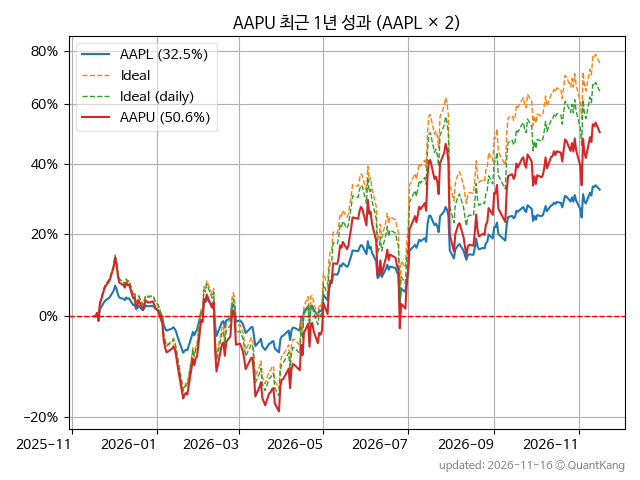 AAPU 최근 1년 성과 (AAPL × 2)
AAPL (32.5%)
Ideal
Ideal (daily)
AAPU (50.6%)
80%
60%
40%
20%
0%
−20%
2025-11
2026-01
2026-03
2026-05
2026-07
2026-09
2026-11
updated: 2026-11-16 © QuantKang